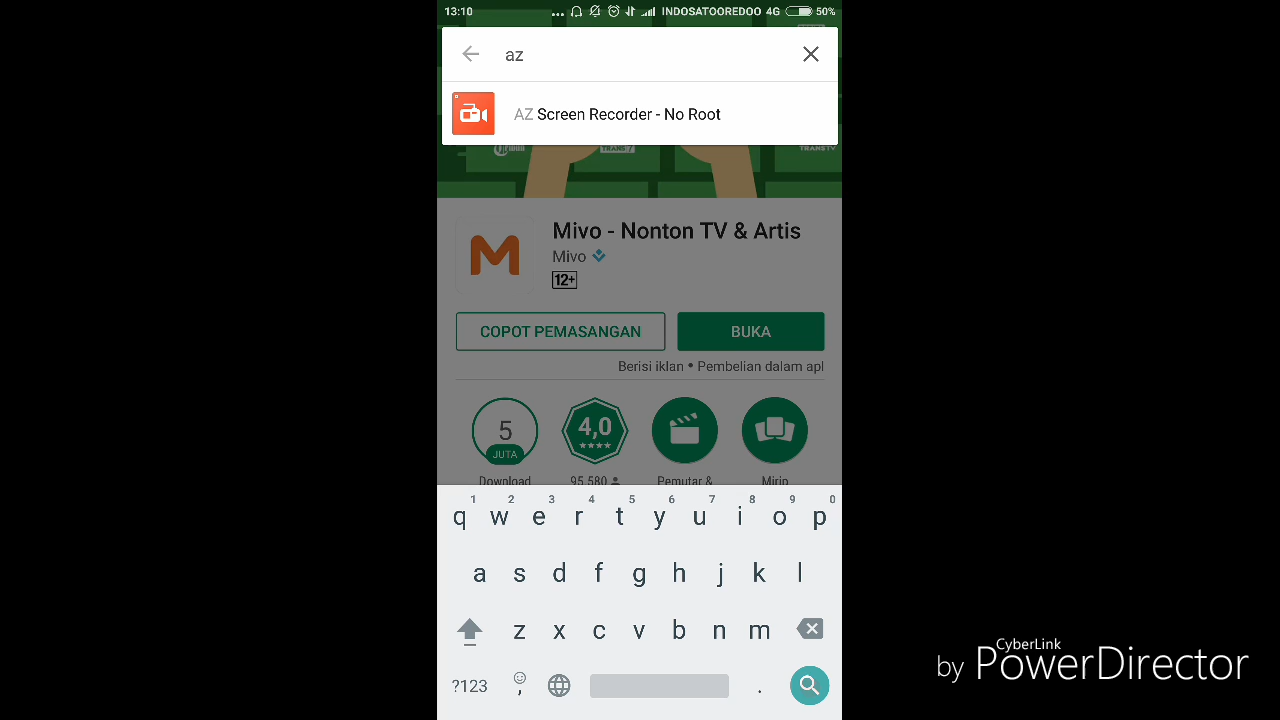 13:10 ... INDOSATOOREDOO 4G 50%
az
AZ Screen Recorder - No Root
TRANS7 TRANSTV
Mivo - Nonton TV & Artis
Mivo
12+
COPOT PEMASANGAN BUKA
Berisi iklan • Pembelian dalam apl
5 JUTA 4,0
Download 95.580 Pemutar & Mirip
1 2 3 4 5 6 7 8 9 0
q w e r t y u i o p
a s d f g h j k l
z x c v b n m
?123 , .
CyberLink
by PowerDirector